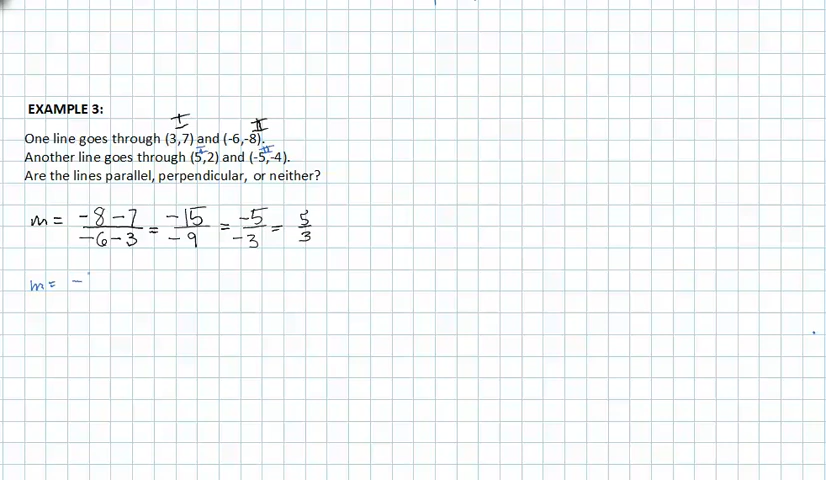 EXAMPLE 3:
I II
One line goes through (3,7) and (-6,-8).
I II
Another line goes through (5,2) and (-5,-4).
Are the lines parallel, perpendicular, or neither?
m = -8-7/-6-3 = -15/-9 = -5/-3 = 5/3
m = -